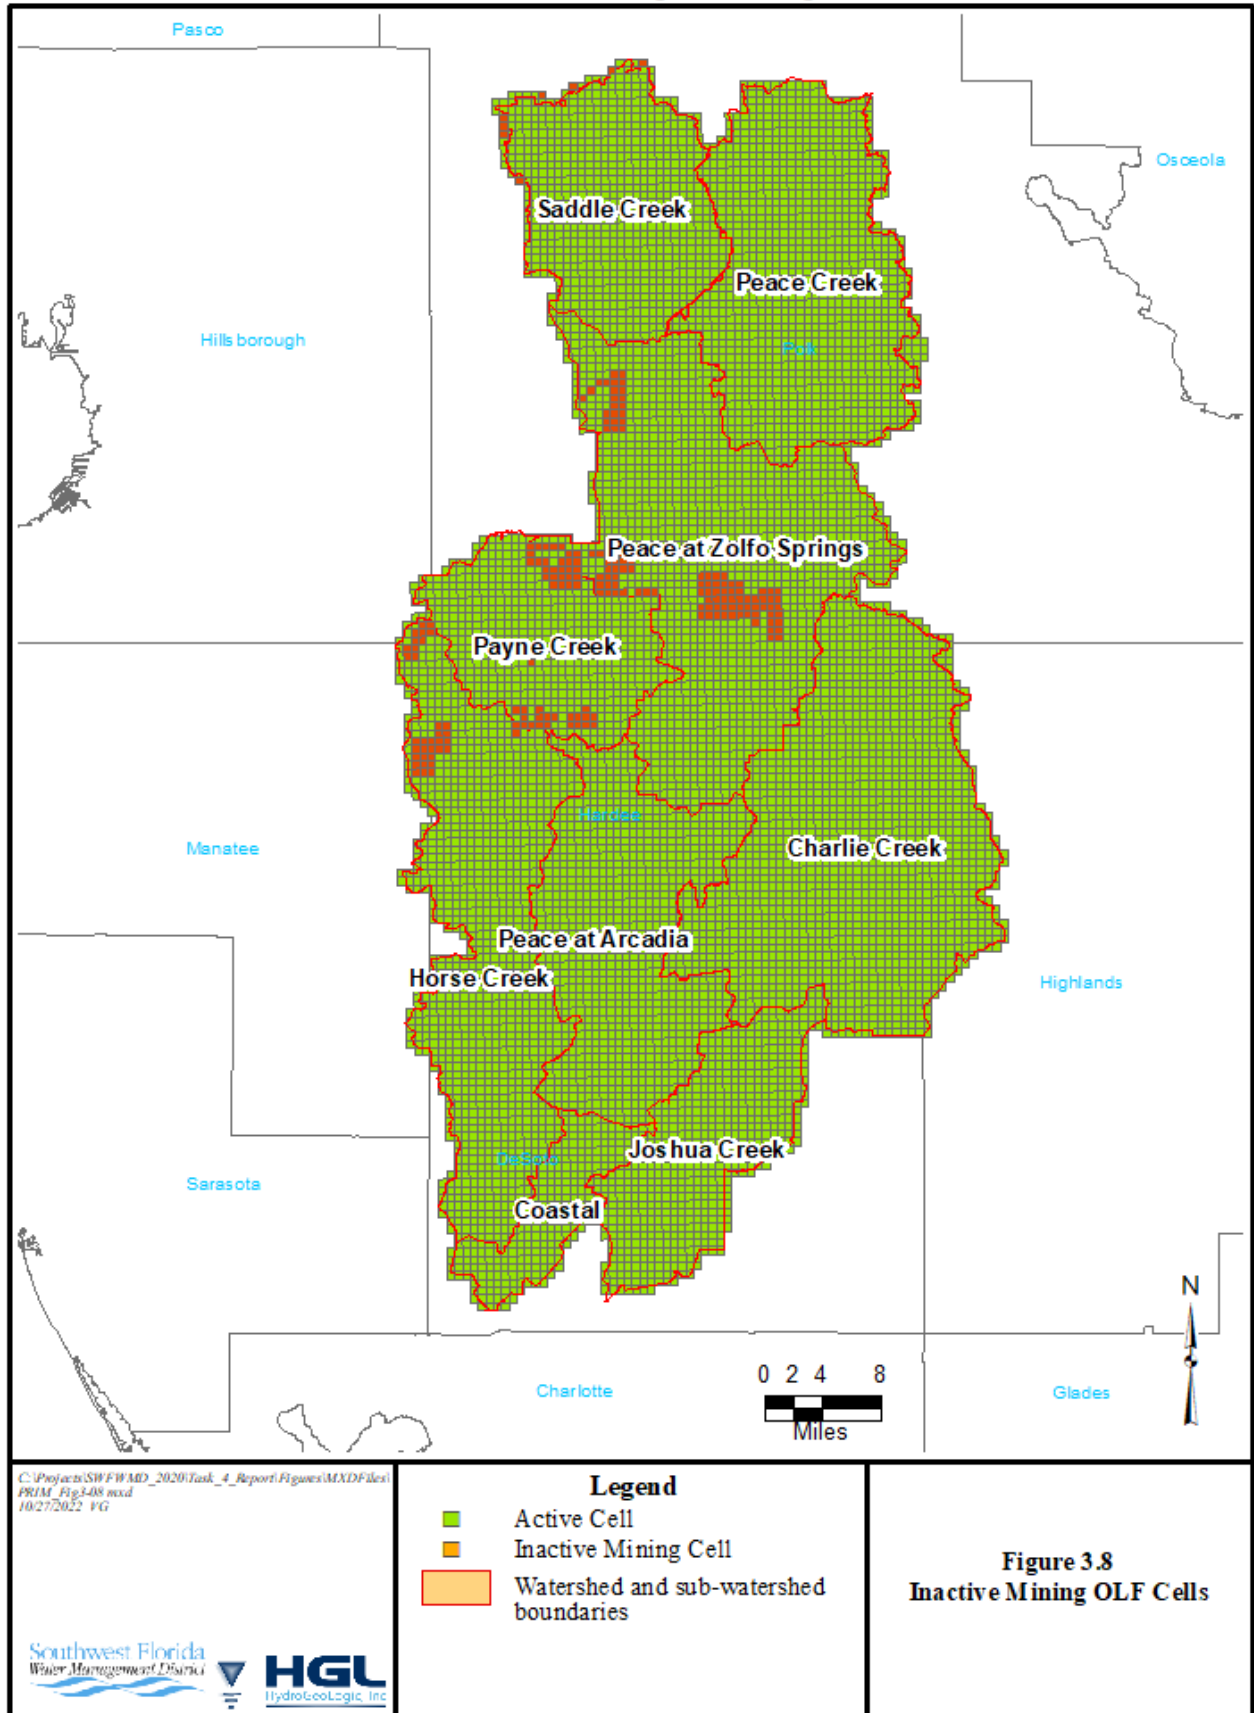 Pasco
Osceola
Saddle Creek
Peace Creek
Hillsborough
Polk
Peace at Zolfo Springs
Payne Creek
Hardee
Manatee
Charlie Creek
Peace at Arcadia
Horse Creek
Highlands
Joshua Creek
DeSoto
Sarasota
Coastal
N
0 2 4 8
Miles
Charlotte
Glades
C:\Projects\SWFWMD_2020\Task_4_Report\Figures\MXDFiles\
PRIM_Fig3-08.mxd
10/27/2022 VG
Legend
Active Cell
Inactive Mining Cell
Watershed and sub-watershed
boundaries
Figure 3.8
Inactive Mining OLF Cells
Southwest Florida
Water Management District
HGL
HydroGeoLogic, Inc